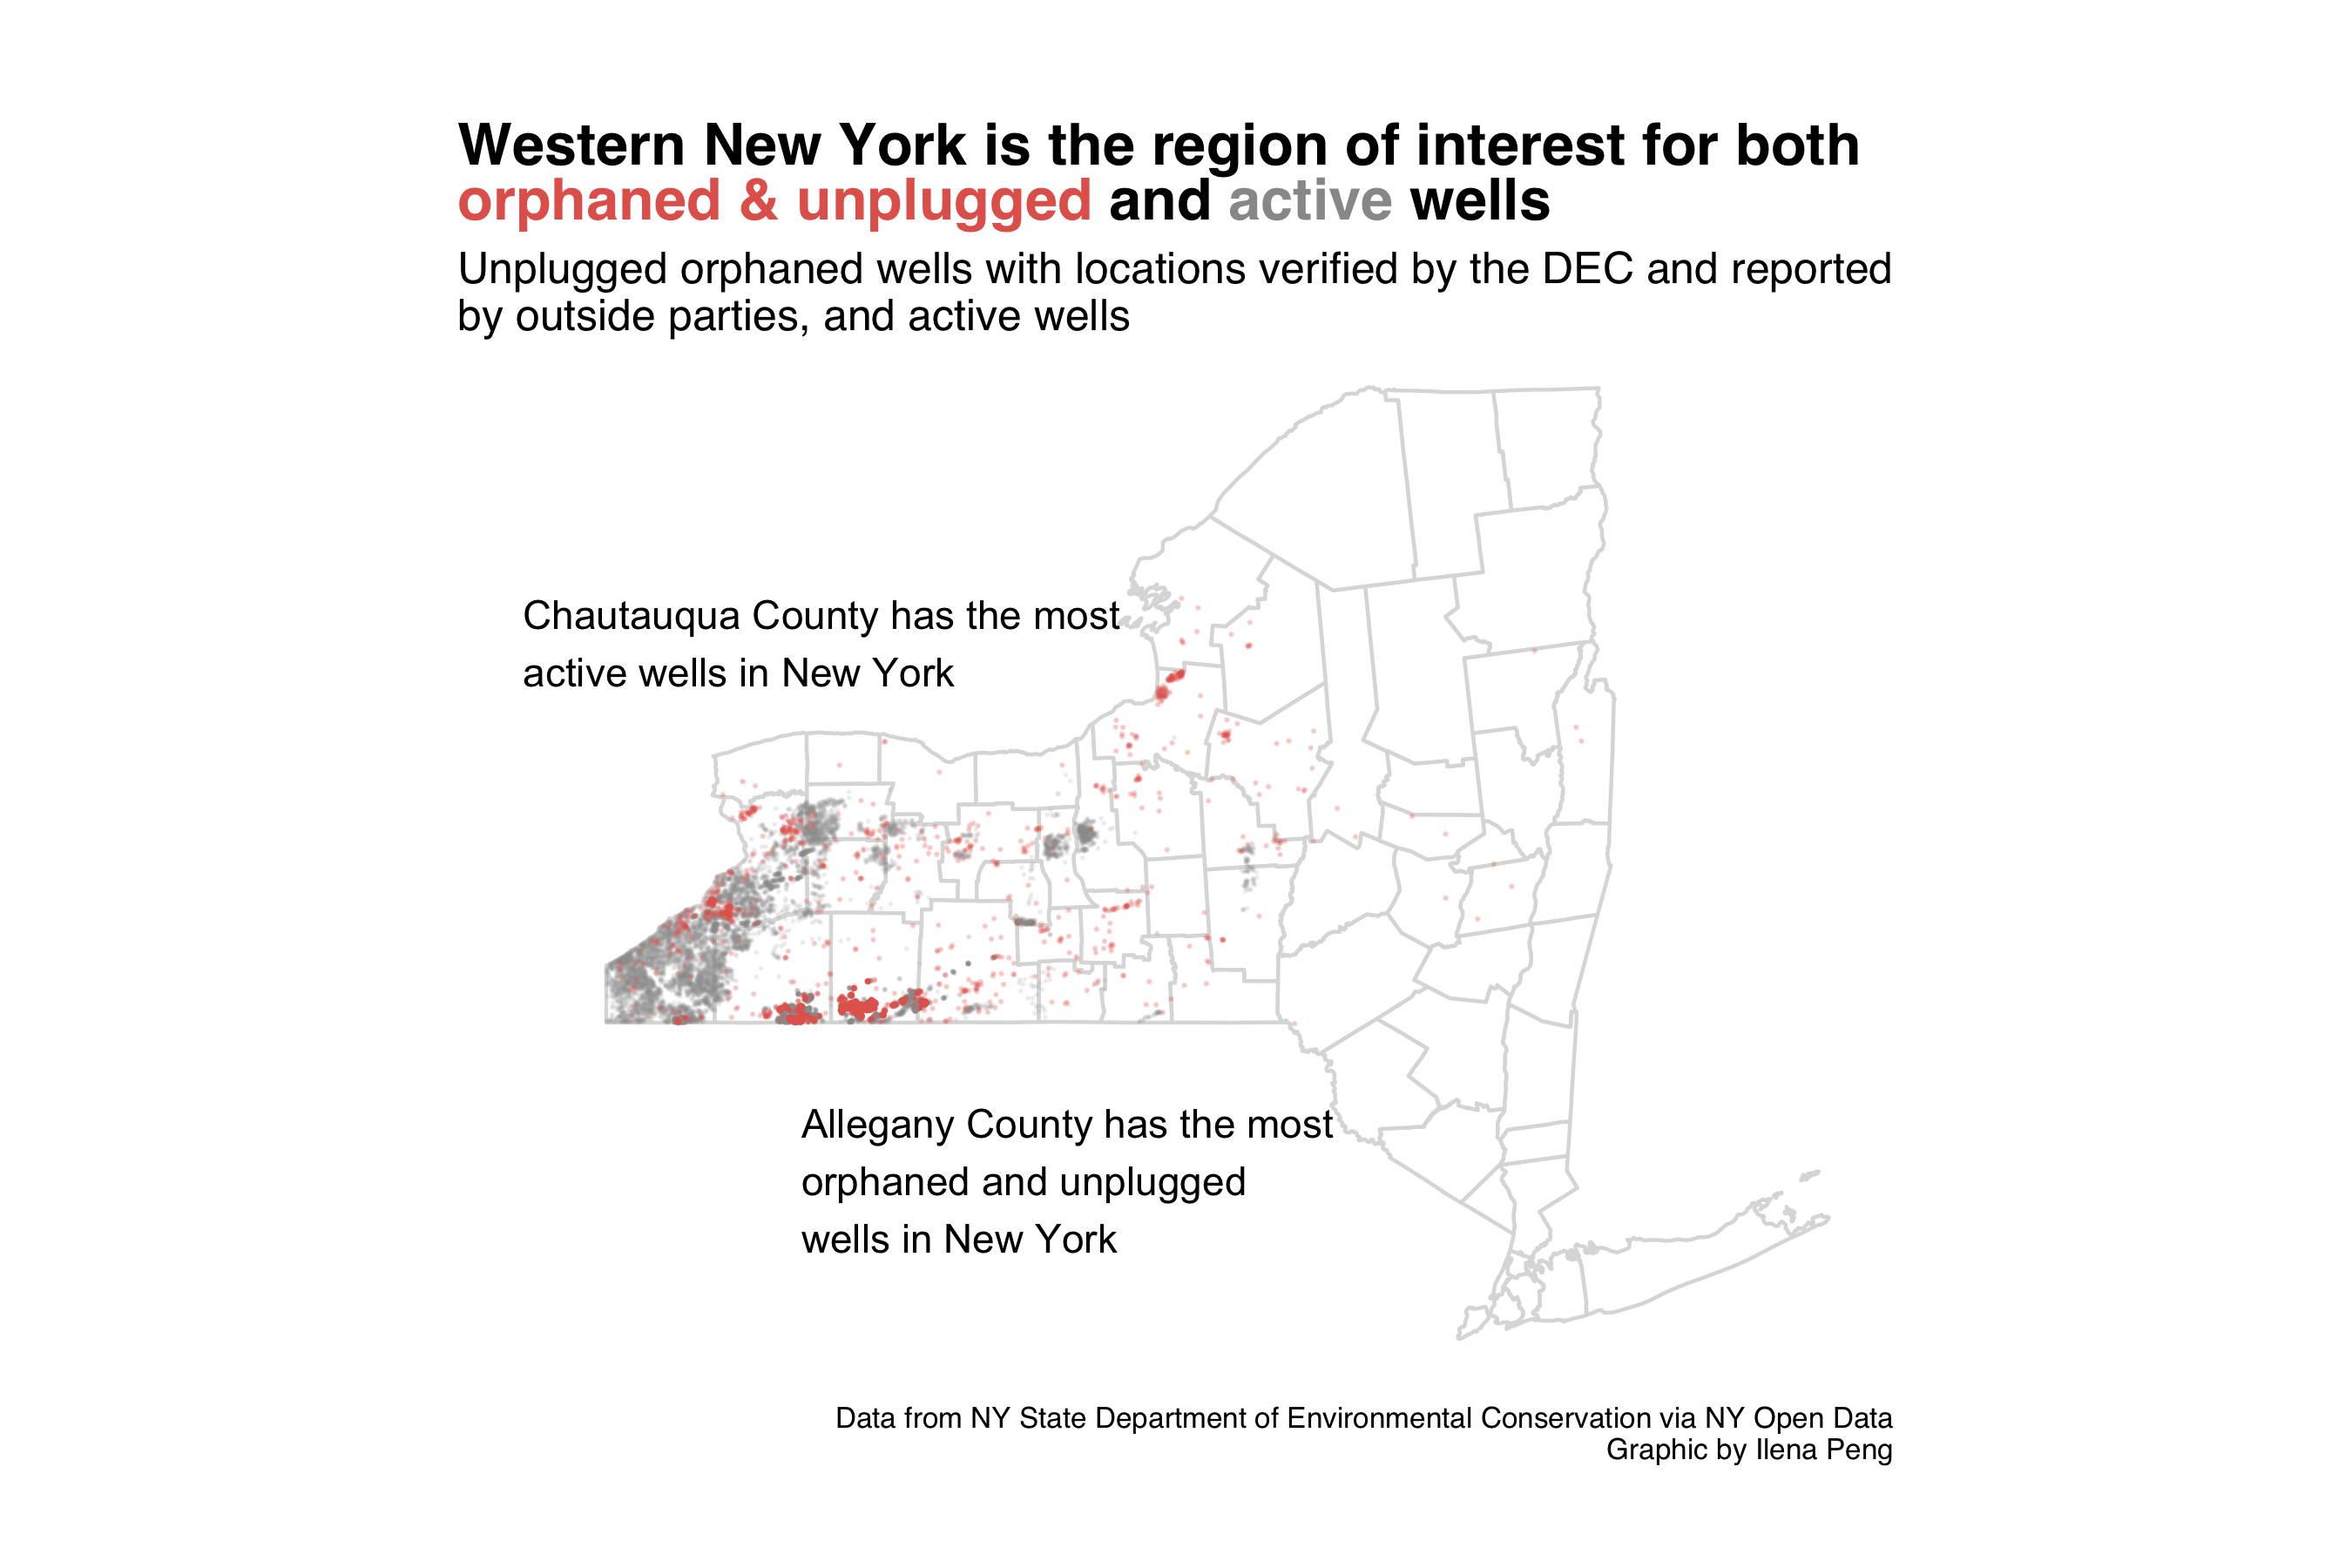 Western New York is the region of interest for both
orphaned & unplugged and active wells
Unplugged orphaned wells with locations verified by the DEC and reported
by outside parties, and active wells
Chautauqua County has the most
active wells in New York
Allegany County has the most
orphaned and unplugged
wells in New York
Data from NY State Department of Environmental Conservation via NY Open Data
Graphic by Ilena Peng